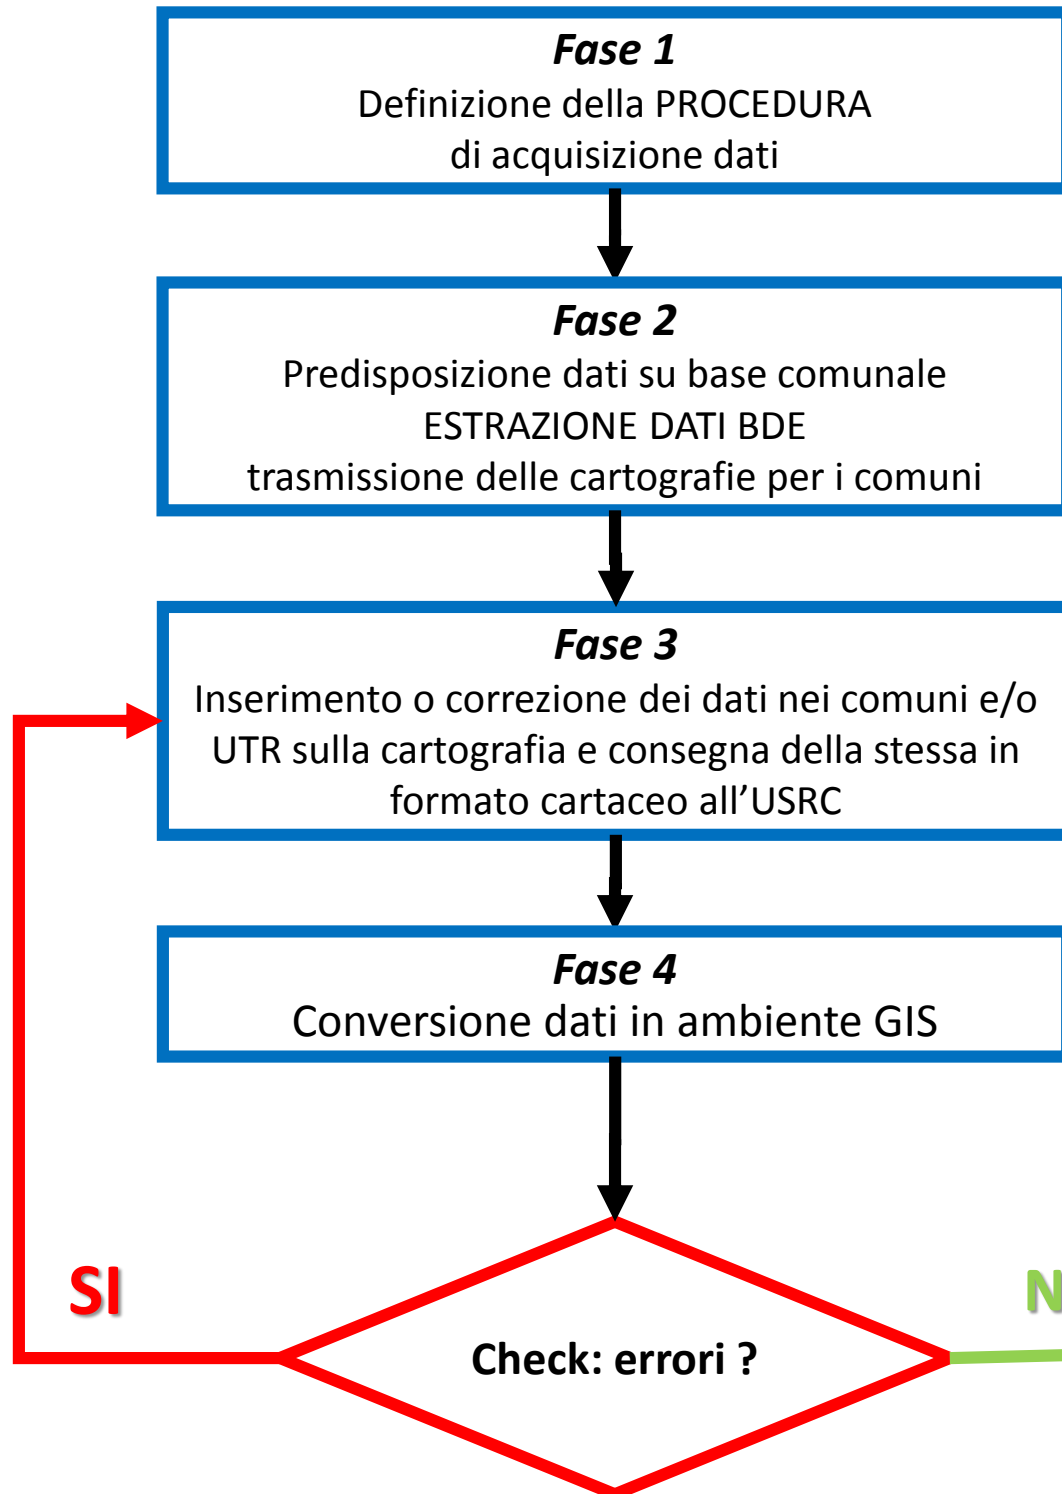 Fase 1
Definizione della PROCEDURA
di acquisizione dati
Fase 2
Predisposizione dati su base comunale
ESTRAZIONE DATI BDE
trasmissione delle cartografie per i comuni
Fase 3
Inserimento o correzione dei dati nei comuni e/o
UTR sulla cartografia e consegna della stessa in
formato cartaceo all’USRC
Fase 4
Conversione dati in ambiente GIS
SI
N
Check: errori ?